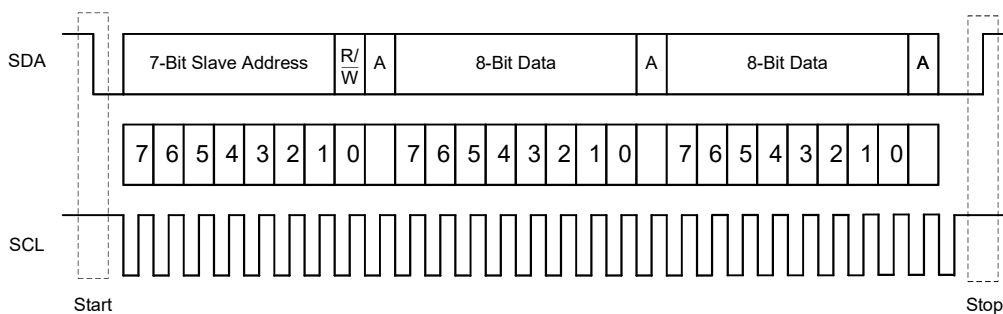 SDA
7-Bit Slave Address R/W A 8-Bit Data A 8-Bit Data A
7 6 5 4 3 2 1 0 7 6 5 4 3 2 1 0 7 6 5 4 3 2 1 0
SCL
Start Stop